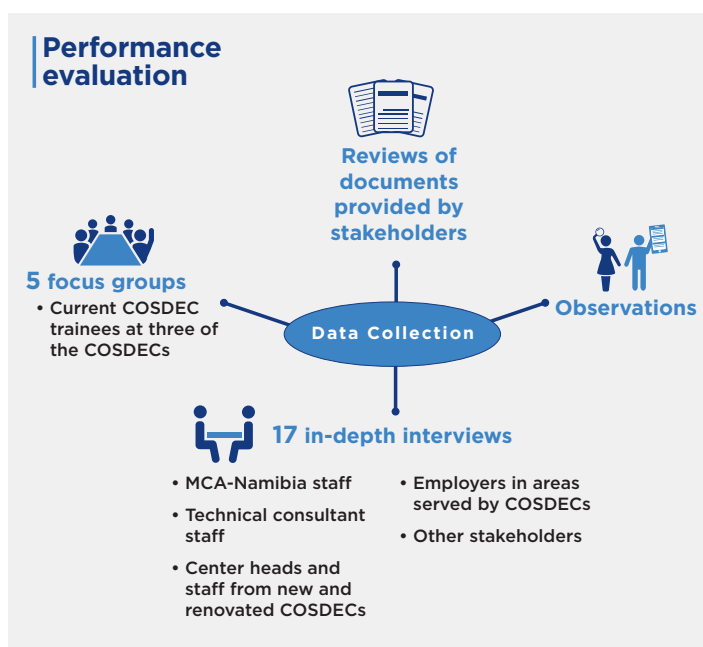 Performance
evaluation
Reviews of
documents
provided by
stakeholders
5 focus groups
• Current COSDEC
trainees at three of
the COSDECs
Observations
Data Collection
17 in-depth interviews
• MCA-Namibia staff
• Technical consultant
staff
• Center heads and
staff from new and
renovated COSDECs
• Employers in areas
served by COSDECs
• Other stakeholders